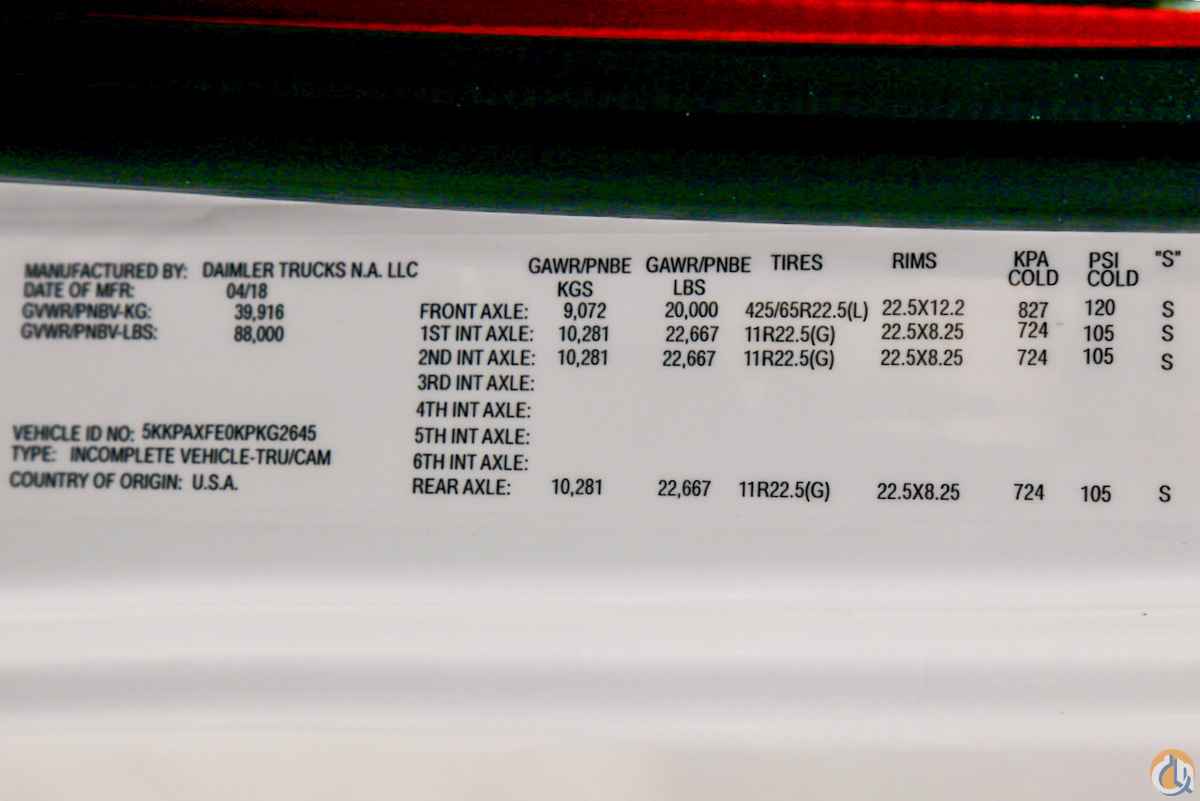 MANUFACTURED BY: DAIMLER TRUCKS N.A. LLC
DATE OF MFR: 04/18
GVWR/PNBV-KG: 39,916
GVWR/PNBV-LBS: 88,000
VEHICLE ID NO: 5KKPAXFE0KPKG2645
TYPE: INCOMPLETE VEHICLE-TRU/CAM
COUNTRY OF ORIGIN: U.S.A.
GAWR/PNBE GAWR/PNBE TIRES RIMS KPA PSI "S"
KGS LBS COLD COLD
FRONT AXLE: 9,072 20,000 425/65R22.5(L) 22.5X12.2 827 120 S
1ST INT AXLE: 10,281 22,667 11R22.5(G) 22.5X8.25 724 105 S
2ND INT AXLE: 10,281 22,667 11R22.5(G) 22.5X8.25 724 105 S
3RD INT AXLE:
4TH INT AXLE:
5TH INT AXLE:
6TH INT AXLE:
REAR AXLE: 10,281 22,667 11R22.5(G) 22.5X8.25 724 105 S